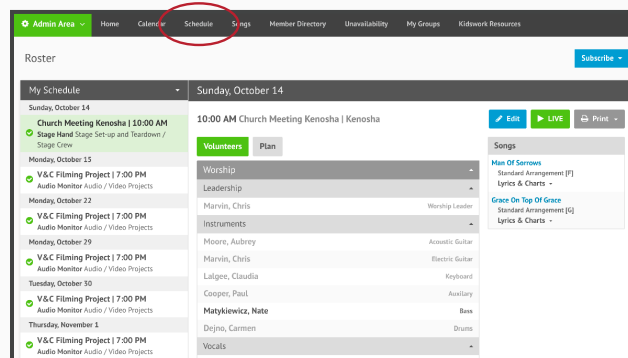 Admin Area Home Calendar Schedule Songs Member Directory Unavailability My Groups Kidswork Resources
Roster
Subscribe
My Schedule
Sunday, October 14
Church Meeting Kenosha | 10:00 AM
Stage Hand Stage Set-up and Teardown /
Stage Crew
Monday, October 15
V&C Filming Project | 7:00 PM
Audio Monitor Audio / Video Projects
Monday, October 22
V&C Filming Project | 7:00 PM
Audio Monitor Audio / Video Projects
Monday, October 29
V&C Filming Project | 7:00 PM
Audio Monitor Audio / Video Projects
Tuesday, October 30
V&C Filming Project | 7:00 PM
Audio Monitor Audio / Video Projects
Thursday, November 1
V&C Filming Project | 7:00 PM
Audio Monitor Audio / Video Projects
Sunday, October 14
10:00 AM Church Meeting Kenosha | Kenosha
Edit LIVE Print
Volunteers Plan
Worship
Leadership
Marvin, Chris Worship Leader
Instruments
Moore, Aubrey Acoustic Guitar
Marvin, Chris Electric Guitar
Lalgee, Claudia Keyboard
Cooper, Paul Auxilary
Matykiewicz, Nate Bass
Dejno, Carmen Drums
Vocals
Songs
Man Of Sorrows
Standard Arrangement [F]
Lyrics & Charts
Grace On Top Of Grace
Standard Arrangement [G]
Lyrics & Charts